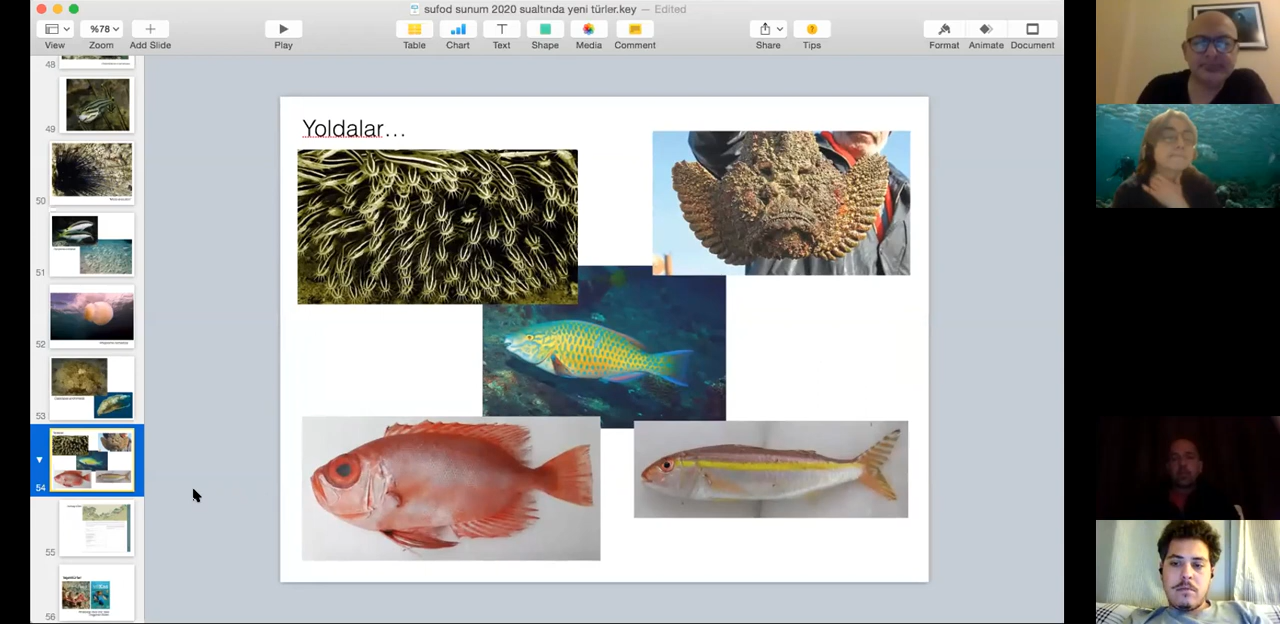 sufod sunum 2020 sualtında yeni türler.key — Edited
%78
View
Zoom
Add Slide
Play
Table
Chart
Text
Shape
Media
Comment
Share
Tips
Format
Animate
Document
48
49
50
51
52
53
54
55
56
Yoldalar...